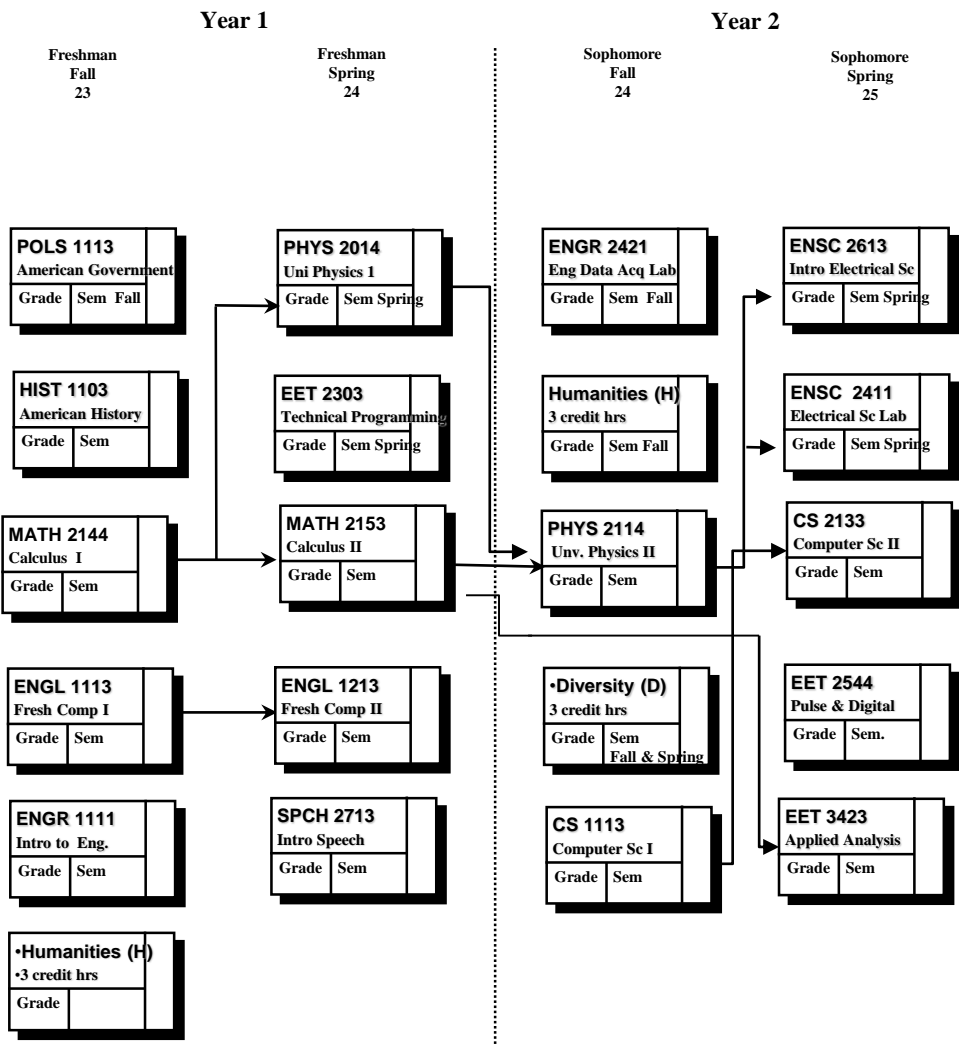 Year 1
Year 2
Freshman
Fall
23
Freshman
Spring
24
Sophomore
Fall
24
Sophomore
Spring
25
POLS 1113
American Government
Grade Sem Fall
PHYS 2014
Uni Physics 1
Grade Sem Spring
ENGR 2421
Eng Data Acq Lab
Grade Sem Fall
ENSC 2613
Intro Electrical Sc
Grade Sem Spring
HIST 1103
American History
Grade Sem
EET 2303
Technical Programming
Grade Sem Spring
Humanities (H)
3 credit hrs
Grade Sem Fall
ENSC 2411
Electrical Sc Lab
Grade Sem Spring
MATH 2144
Calculus I
Grade Sem
MATH 2153
Calculus II
Grade Sem
PHYS 2114
Unv. Physics II
Grade Sem
CS 2133
Computer Sc II
Grade Sem
ENGL 1113
Fresh Comp I
Grade Sem
ENGL 1213
Fresh Comp II
Grade Sem
•Diversity (D)
3 credit hrs
Grade Sem
Fall & Spring
EET 2544
Pulse & Digital
Grade Sem.
ENGR 1111
Intro to Eng.
Grade Sem
SPCH 2713
Intro Speech
Grade Sem
CS 1113
Computer Sc I
Grade Sem
EET 3423
Applied Analysis
Grade Sem
•Humanities (H)
•3 credit hrs
Grade